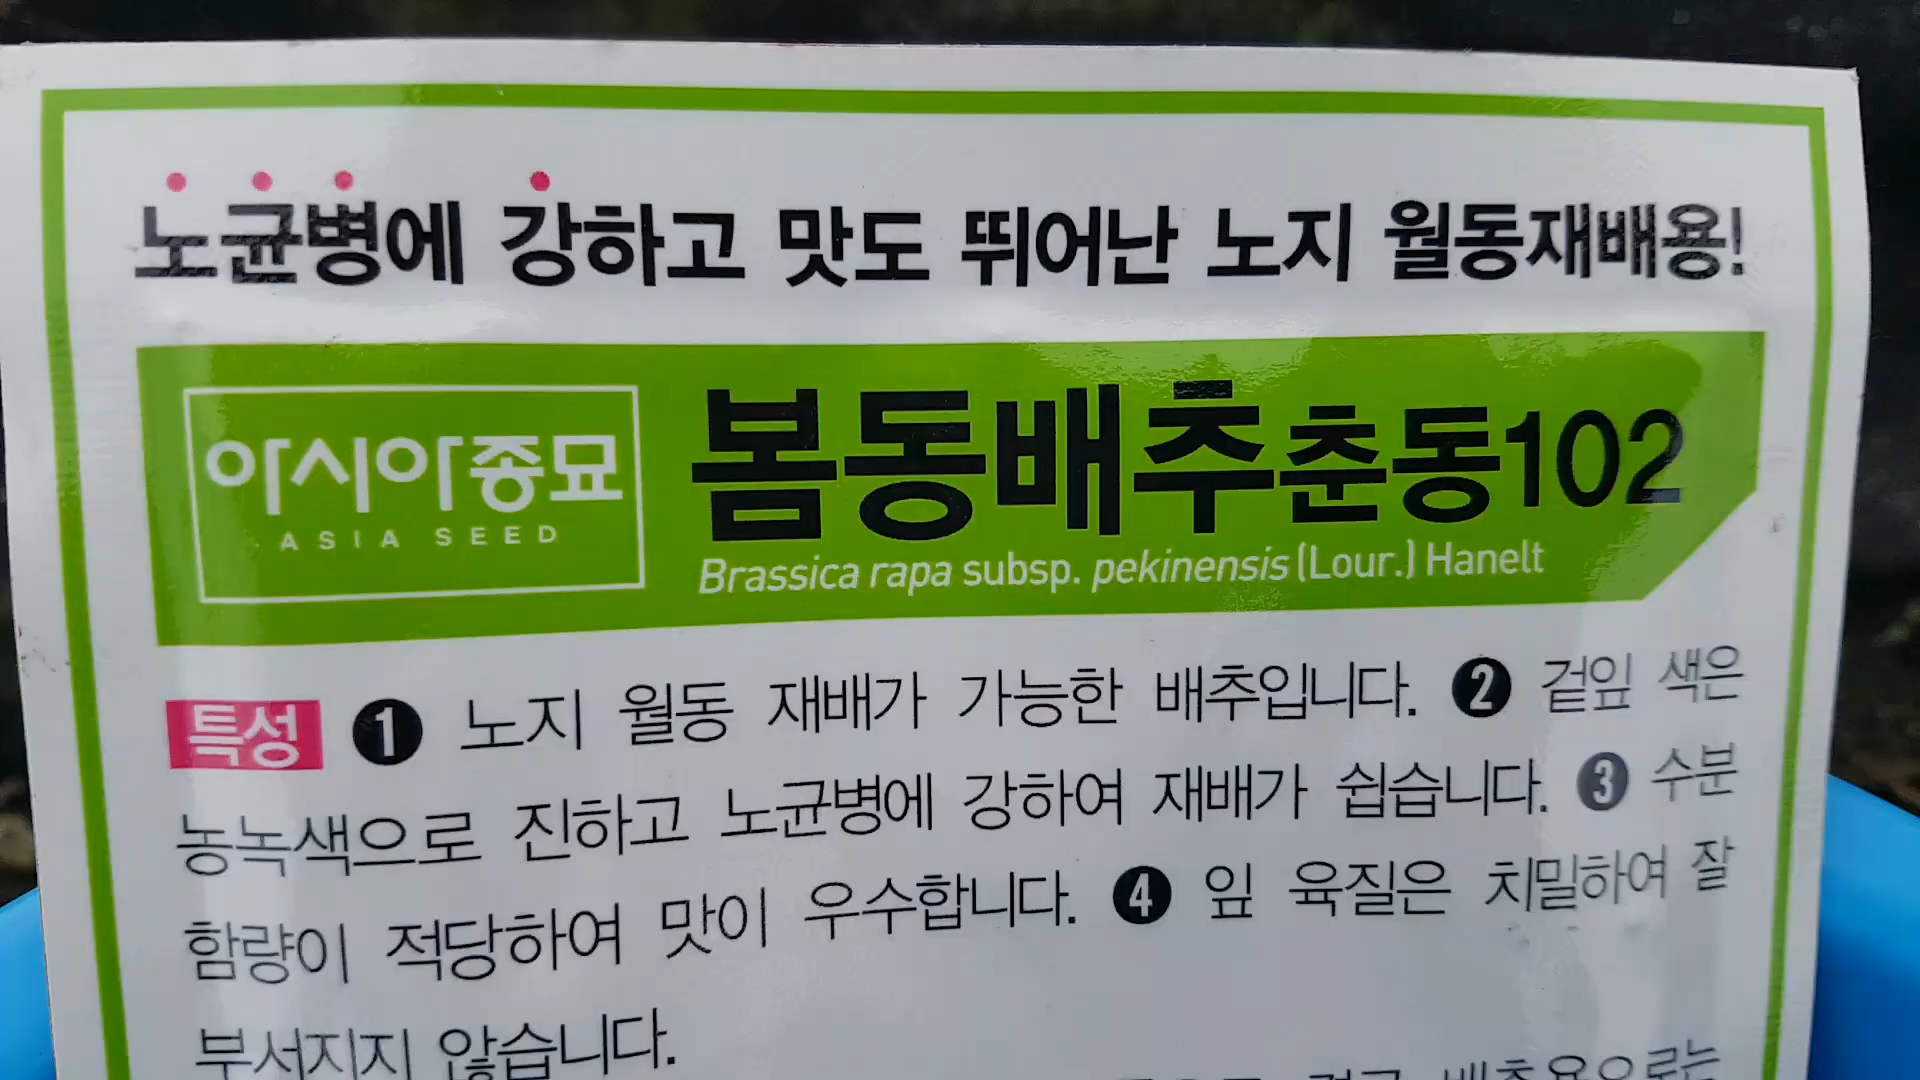 노균병에 강하고 맛도 뛰어난 노지 월동재배용!
아시아종묘
ASIA SEED
봄동배추춘동102
Brassica rapa subsp. pekinensis (Lour.) Hanelt
특성 ❶ 노지 월동 재배가 가능한 배추입니다. ❷ 겉잎 색은
농녹색으로 진하고 노균병에 강하여 재배가 쉽습니다. ❸ 수분
함량이 적당하여 맛이 우수합니다. ❹ 잎 육질은 치밀하여 잘
부서지지 않습니다.